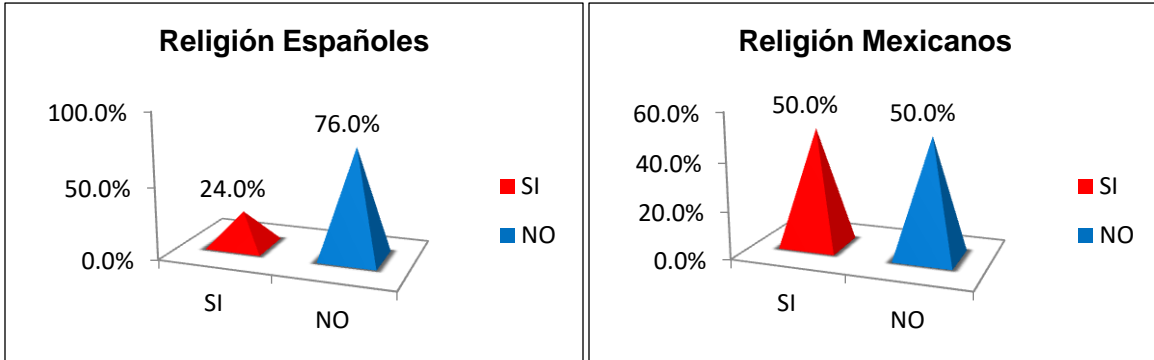 Religión Españoles
100.0%
50.0%
0.0%
24.0%
76.0%
SI
NO
SI
NO
Religión Mexicanos
60.0%
40.0%
20.0%
0.0%
50.0%
50.0%
SI
NO
SI
NO